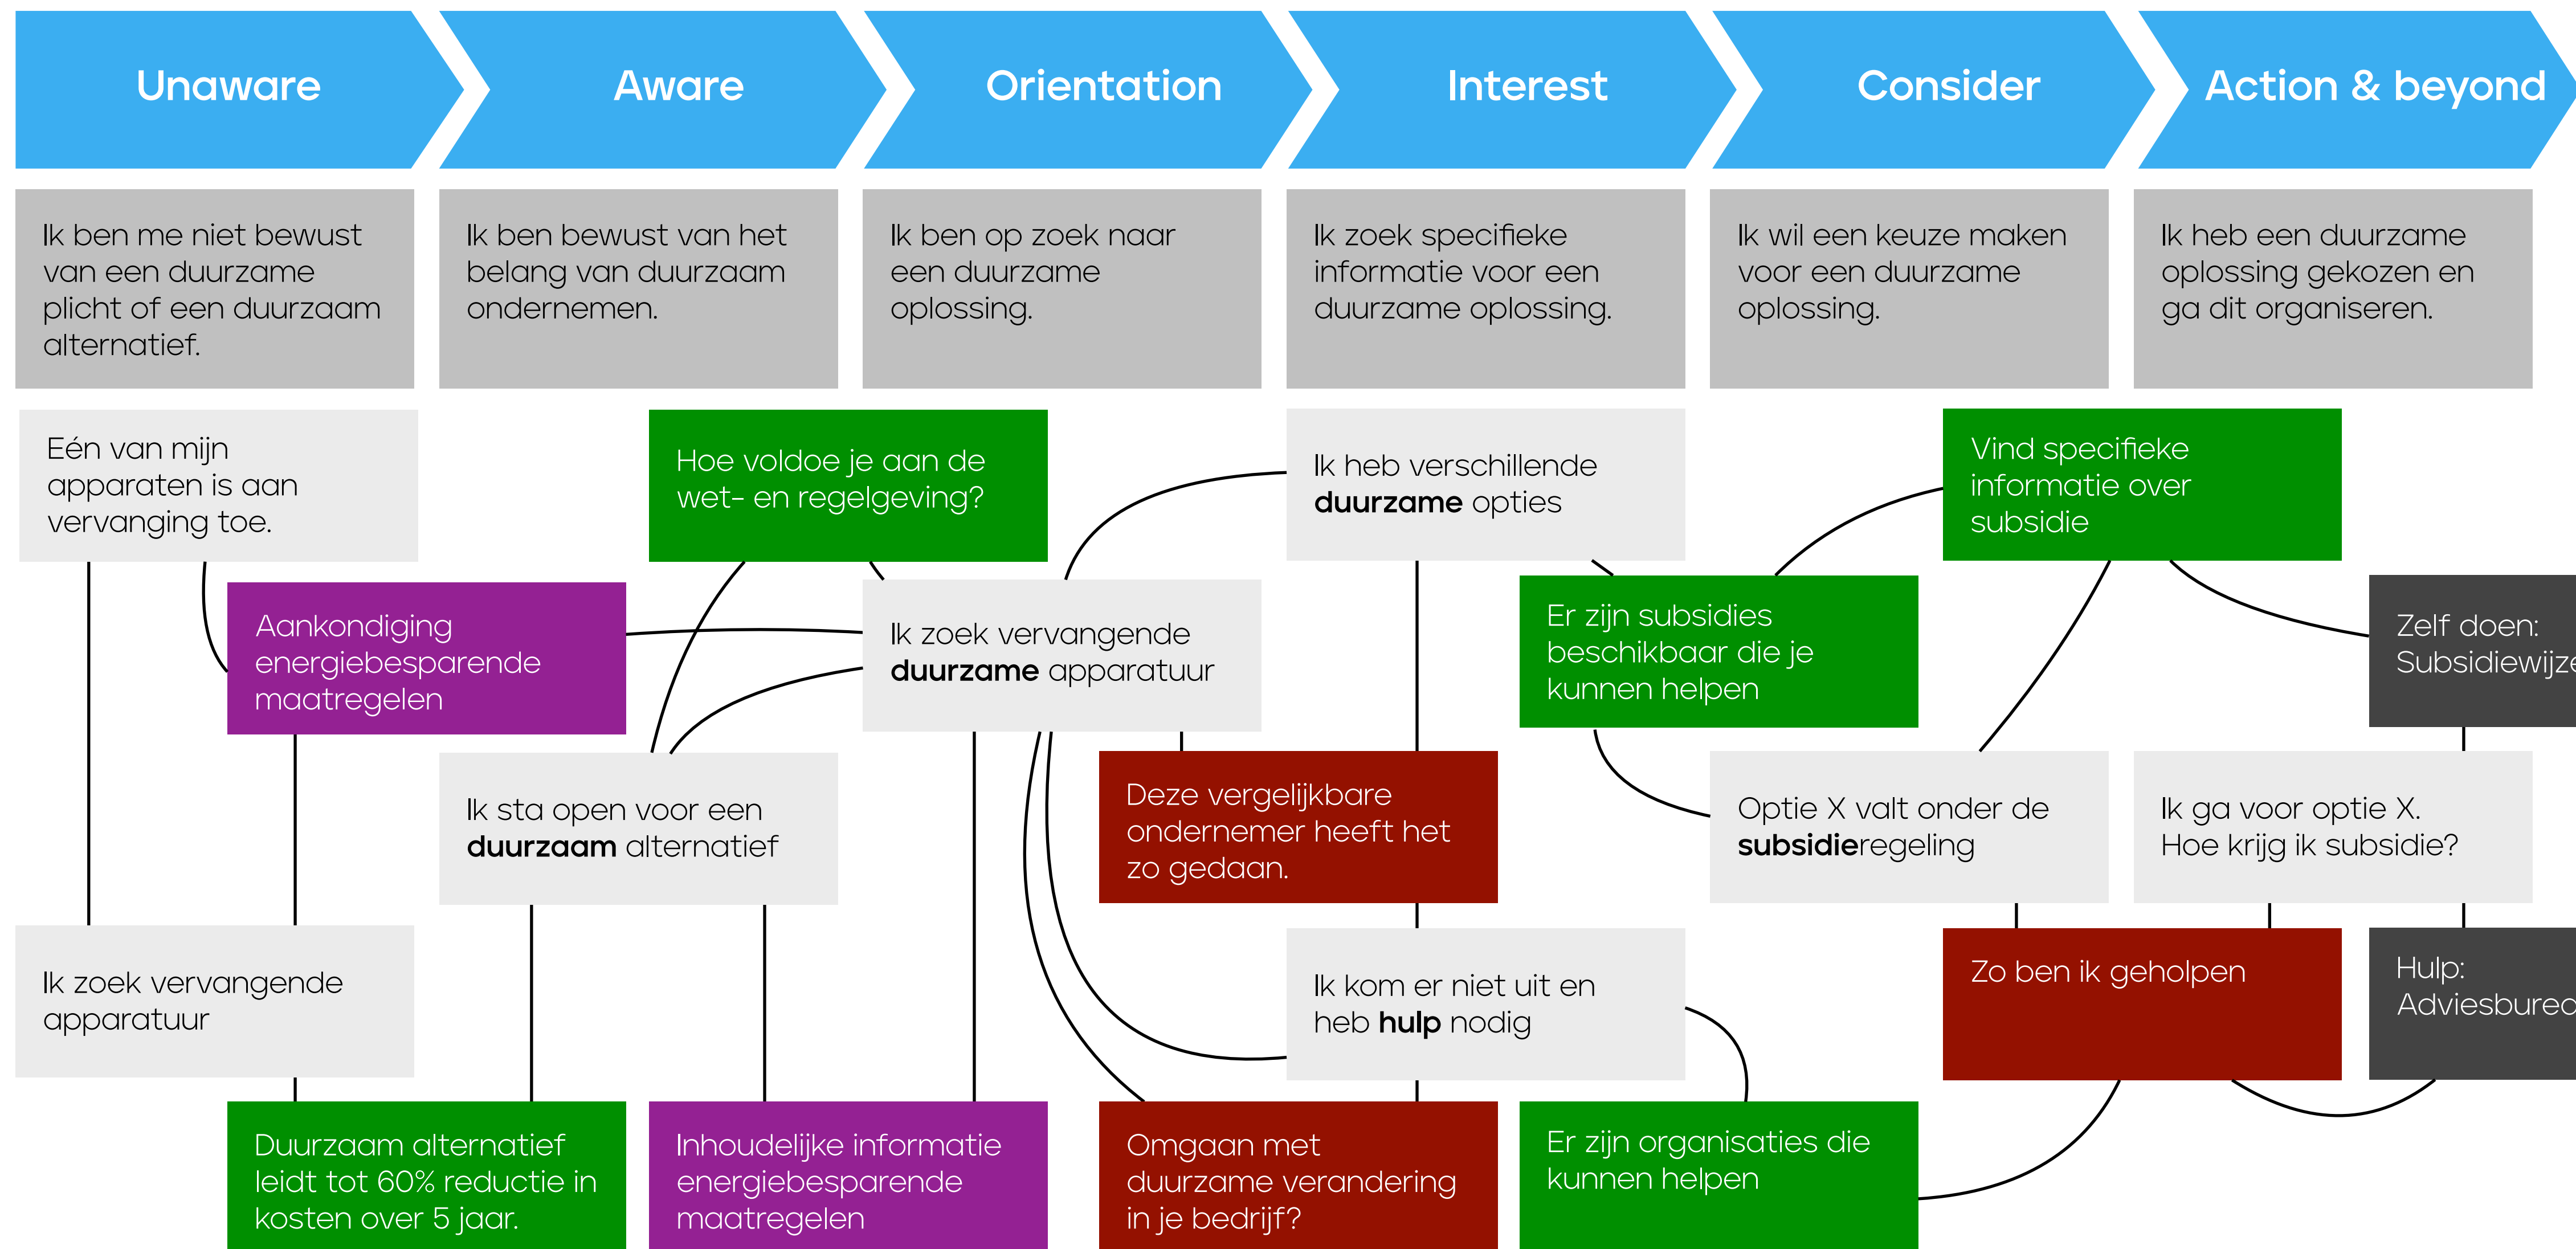 Unaware
Aware
Orientation
Interest
Consider
Action & beyond
Ik ben me niet bewust
van een duurzame
plicht of een duurzaam
alternatief.
Ik ben bewust van het
belang van duurzaam
ondernemen.
Ik ben op zoek naar
een duurzame
oplossing.
Ik zoek specifieke
informatie voor een
duurzame oplossing.
Ik wil een keuze maken
voor een duurzame
oplossing.
Ik heb een duurzame
oplossing gekozen en
ga dit organiseren.
Eén van mijn
apparaten is aan
vervanging toe.
Hoe voldoe je aan de
wet- en regelgeving?
Ik heb verschillende
duurzame opties
Vind specifieke
informatie over
subsidie
Aankondiging
energiebesparende
maatregelen
Ik zoek vervangende
duurzame apparatuur
Er zijn subsidies
beschikbaar die je
kunnen helpen
Zelf doen:
Ik sta open voor een
duurzaam alternatief
Deze vergelijkbare
ondernemer heeft het
zo gedaan.
Optie X valt onder de
subsidieregeling
Ik ga voor optie X.
Hoe krijg ik subsidie?
Ik zoek vervangende
apparatuur
Ik kom er niet uit en
heb hulp nodig
Zo ben ik geholpen
Hulp:
Duurzaam alternatief
leidt tot 60% reductie in
kosten over 5 jaar.
Inhoudelijke informatie
energiebesparende
maatregelen
Omgaan met
duurzame verandering
in je bedrijf?
Er zijn organisaties die
kunnen helpen